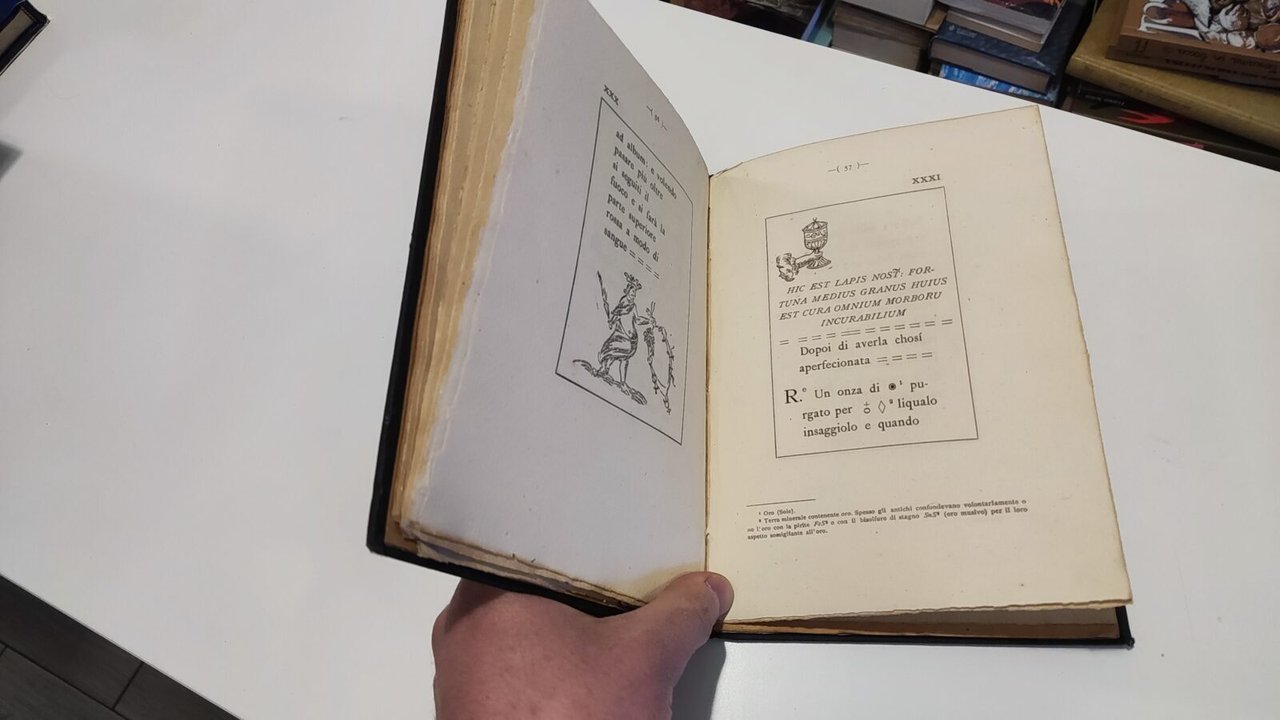 XXX
ad album: e volendo
passare più oltre
si seguiti il
fuoco e si farà la
parte superiore
rossa a modo di
sangue = = = =
—( 57 )—
XXXI
HIC EST LAPIS NOST: FOR-
TUNA MEDIUS GRANUS HUIUS
EST CURA OMNIUM MORBORU
INCURABILIUM
= = = = = = = = = = = =
Dopoi di averla chosí
aperfecionata = = = =
R.º Un onza di ☉¹ pu-
rgato per ♁ ◊² liqualo
insaggiolo e quando
¹ Oro (Sole).
² Terra minerale contenente oro. Spesso gli antichi confondevano volontariamente o
no l'oro con la pirite FeS² o con il bisolfuro di stagno SnS² (oro musivo) per il loro
aspetto somigliante all'oro.